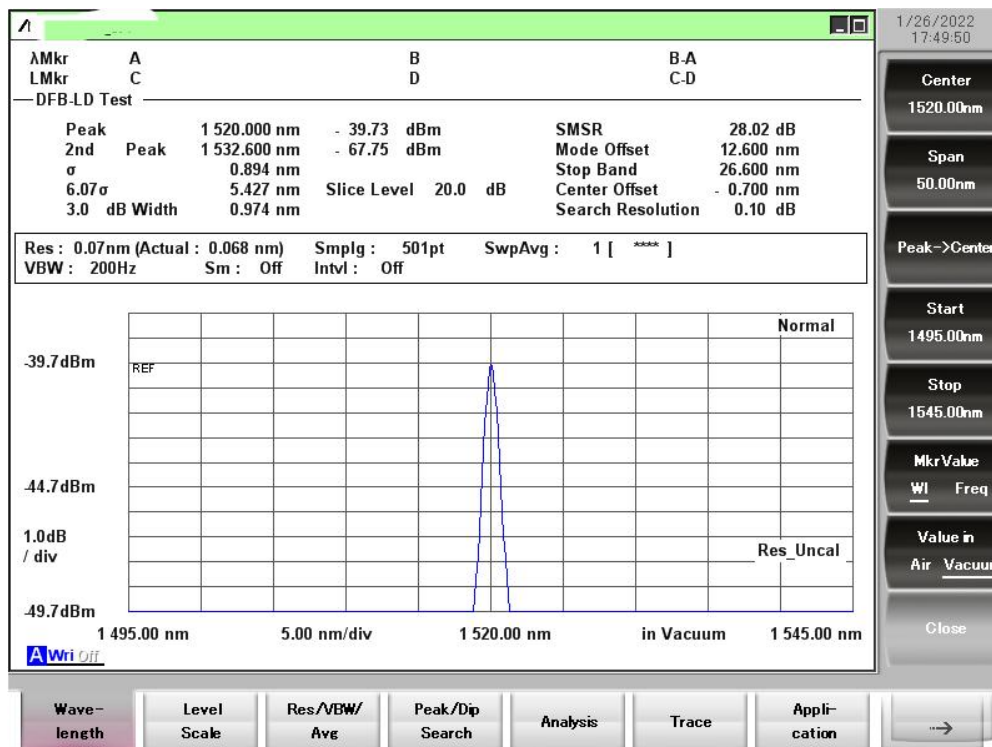 1/26/2022
17:49:50
λMkr A B B-A
LMkr C D C-D
DFB-LD Test
Peak 1 520.000 nm - 39.73 dBm SMSR 28.02 dB
2nd Peak 1 532.600 nm - 67.75 dBm Mode Offset 12.600 nm
σ 0.894 nm Stop Band 26.600 nm
6.07σ 5.427 nm Slice Level 20.0 dB Center Offset - 0.700 nm
3.0 dB Width 0.974 nm Search Resolution 0.10 dB
Res : 0.07nm (Actual : 0.068 nm) Smplg : 501pt SwpAvg : 1 [ **** ]
VBW : 200Hz Sm : Off Intvl : Off
Normal
-39.7dBm
REF
-44.7dBm
1.0dB
/ div
Res_Uncal
-49.7dBm
1 495.00 nm 5.00 nm/div 1 520.00 nm in Vacuum 1 545.00 nm
A Wri Off
Center
1520.00nm
Span
50.00nm
Peak->Center
Start
1495.00nm
Stop
1545.00nm
MkrValue
Wl Freq
Value in
Air Vacuu
Close
Wave-
length
Level
Scale
Res/VBW/
Avg
Peak/Dip
Search
Analysis
Trace
Appli-
cation